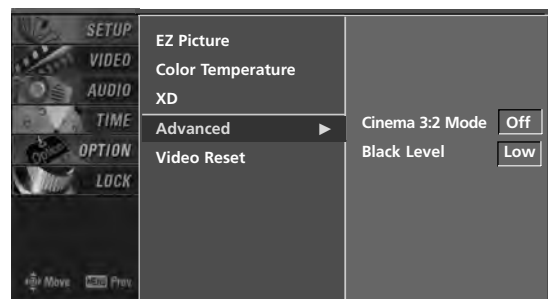 SETUP
VIDEO
AUDIO
TIME
OPTION
LOCK
EZ Picture
Color Temperature
XD
Advanced ▶
Video Reset
Cinema 3:2 Mode Off
Black Level Low
Move MENU Prev